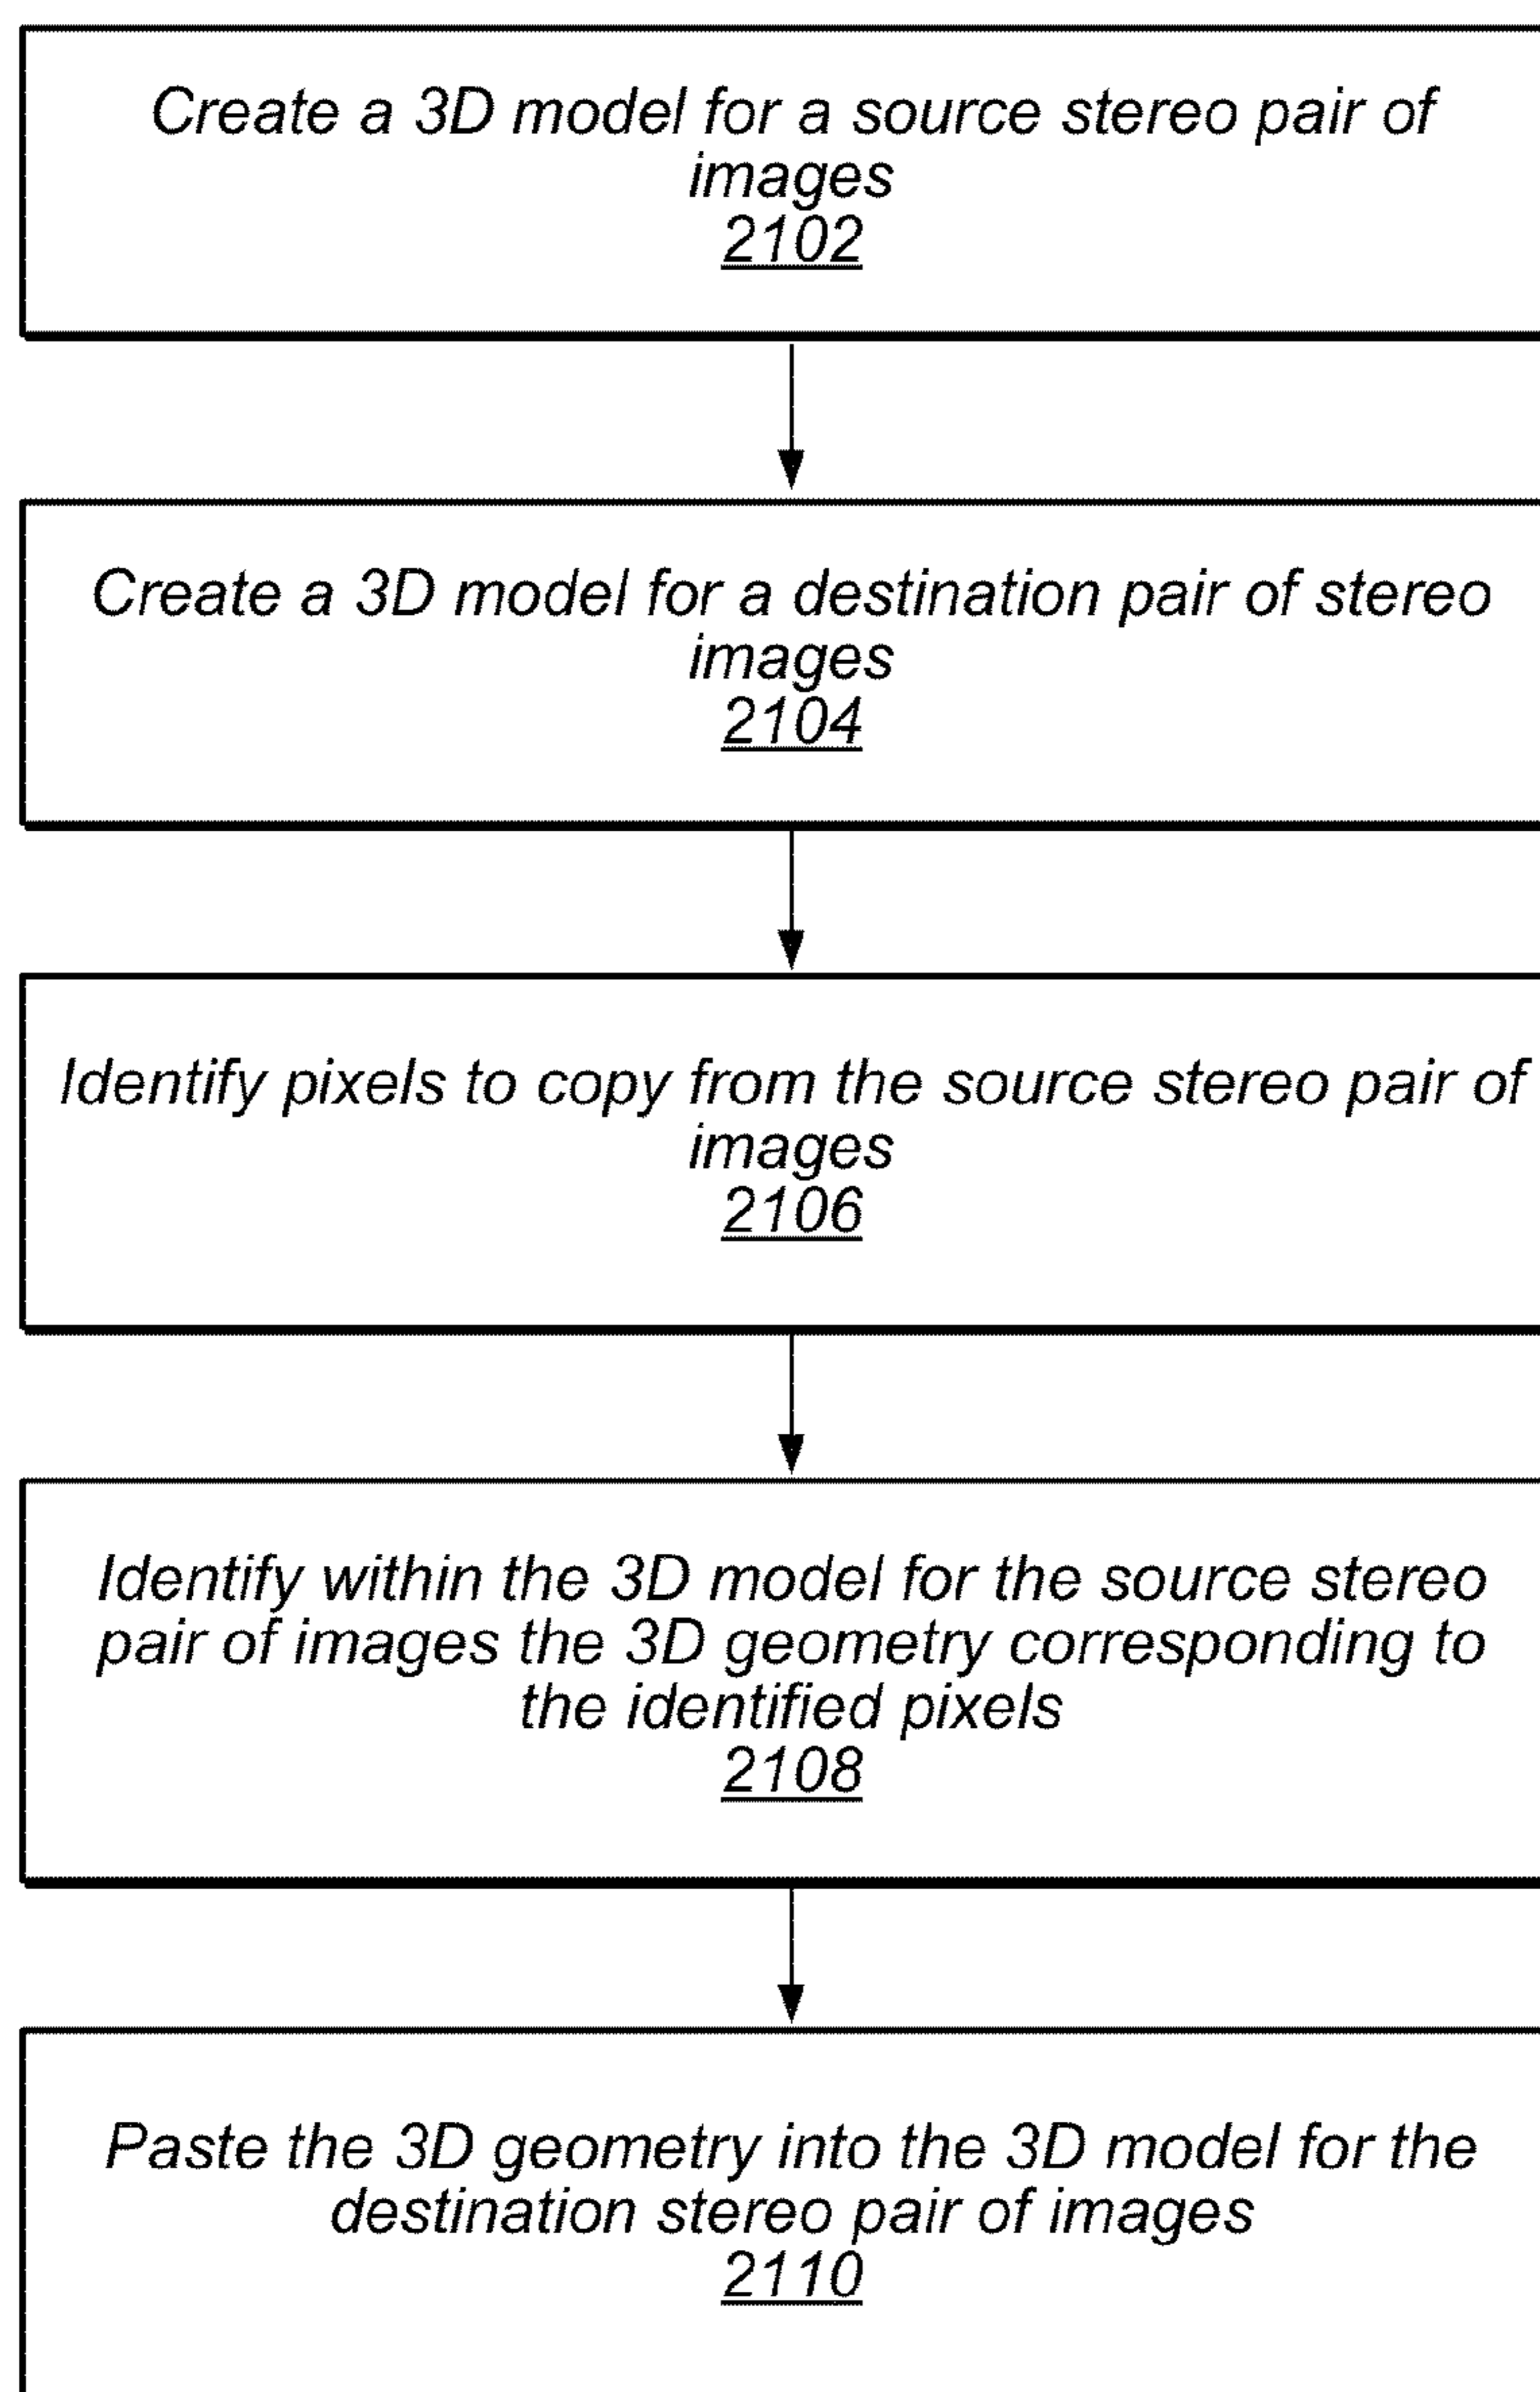 Create a 3D model for a source stereo pair of
images
2102
Create a 3D model for a destination pair of stereo
images
2104
Identify pixels to copy from the source stereo pair of
images
2106
Identify within the 3D model for the source stereo
pair of images the 3D geometry corresponding to
the identified pixels
2108
Paste the 3D geometry into the 3D model for the
destination stereo pair of images
2110